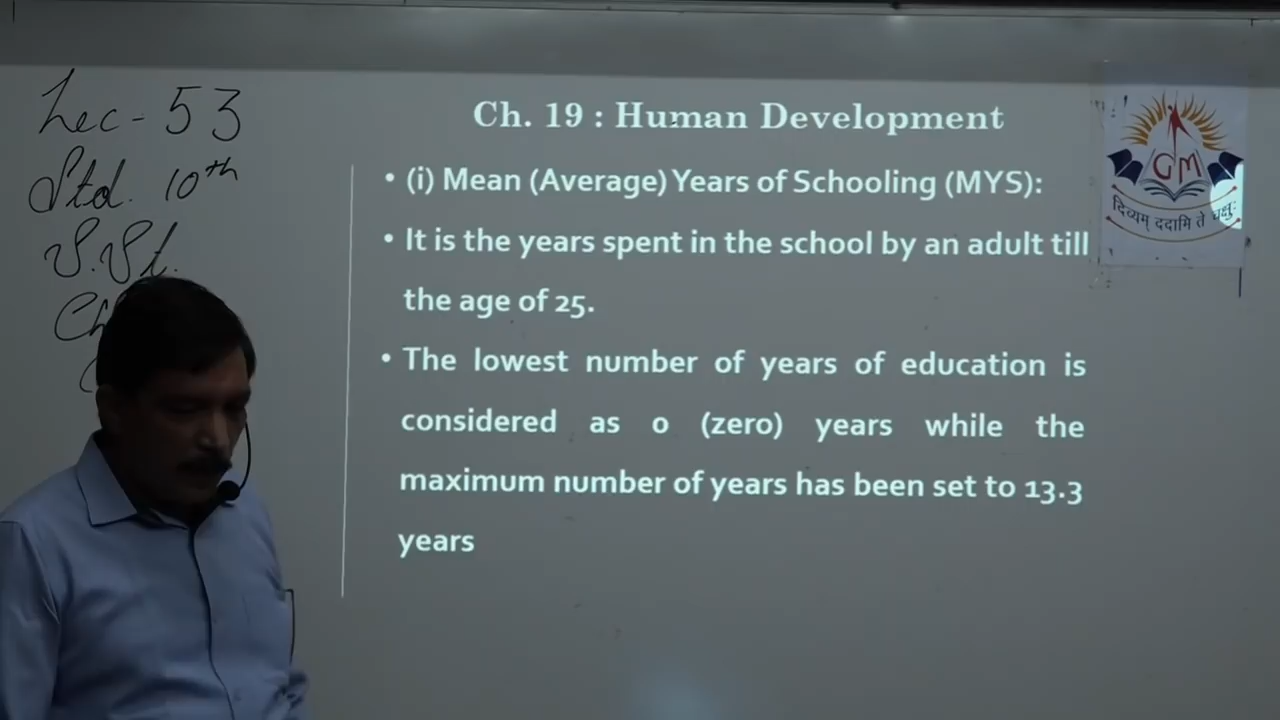 Lec - 53
Std. 10th
Ch. 19 : Human Development
• (i) Mean (Average) Years of Schooling (MYS):
• It is the years spent in the school by an adult till
the age of 25.
• The lowest number of years of education is
considered as 0 (zero) years while the
maximum number of years has been set to 13.3
years
GM
दिव्यम् ददामि ते चक्षुः